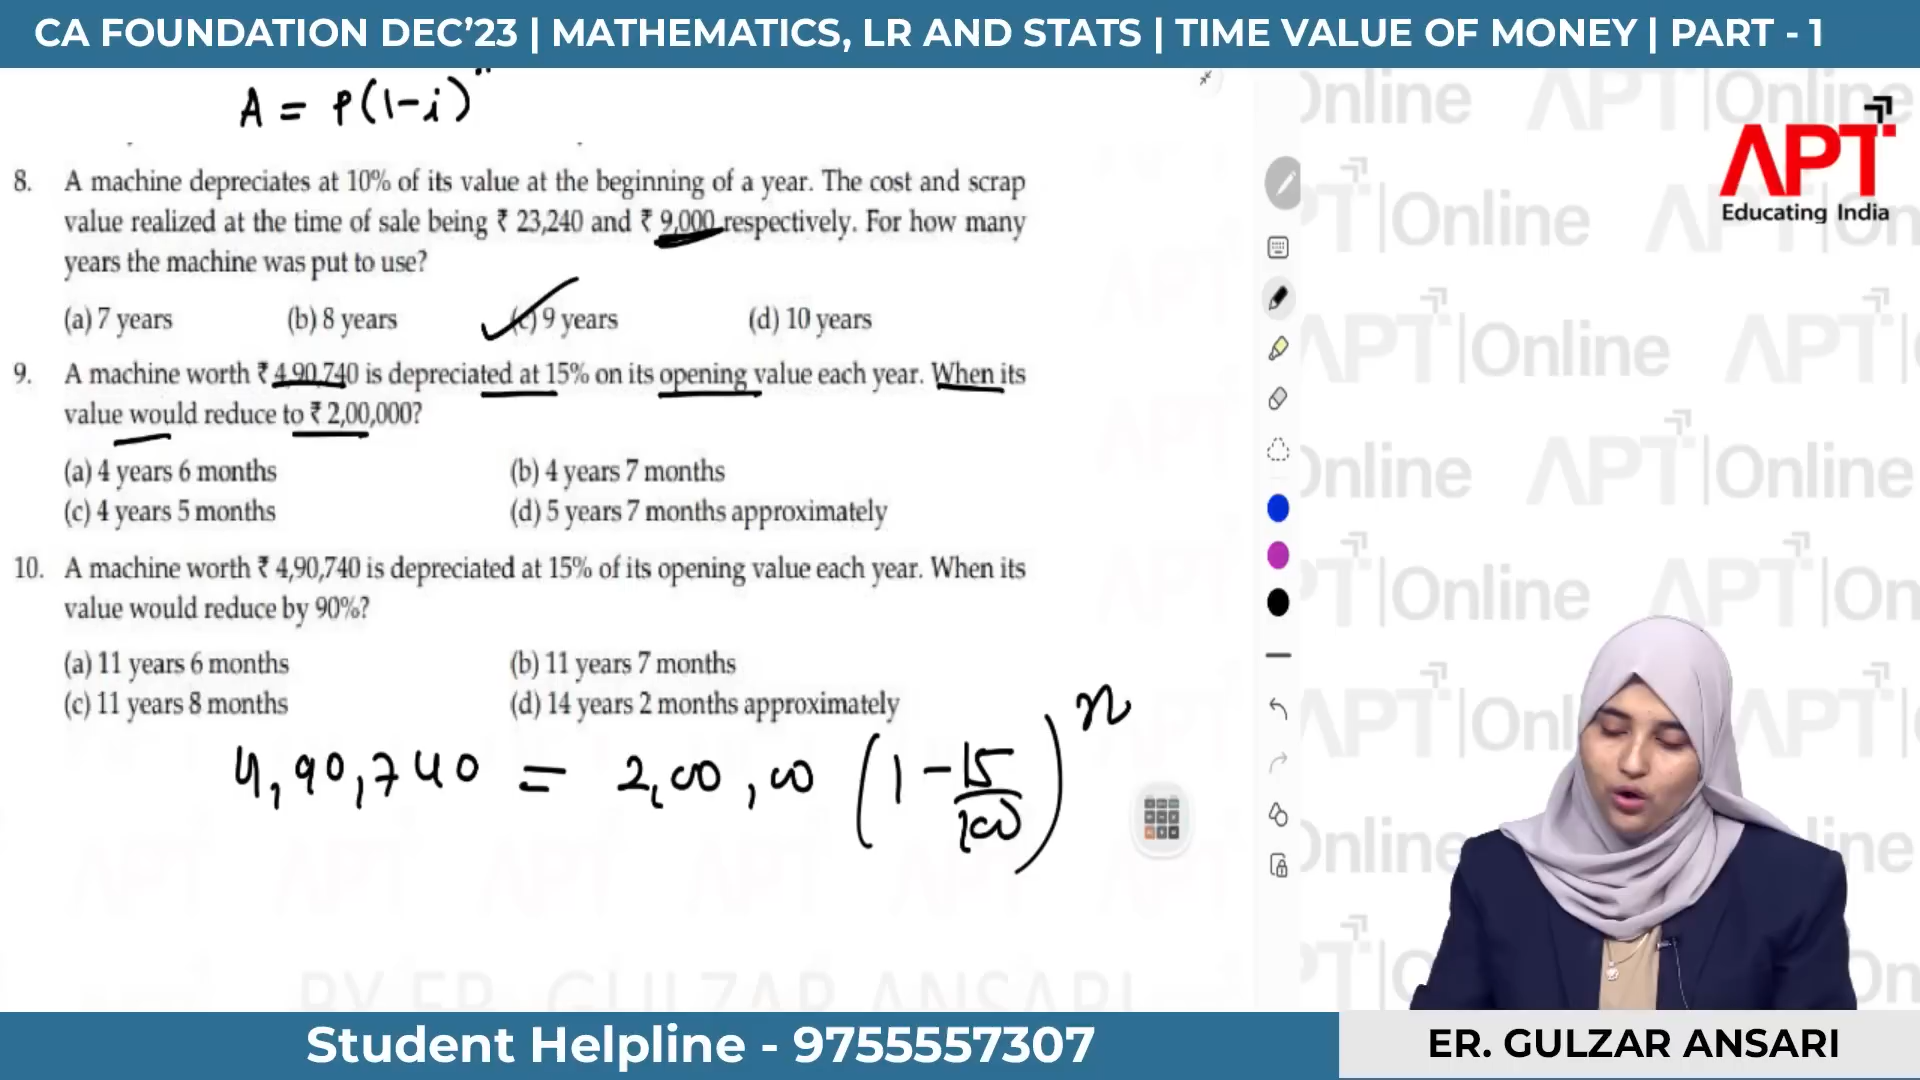 CA FOUNDATION DEC’23 | MATHEMATICS, LR AND STATS | TIME VALUE OF MONEY | PART - 1
A = P(1-i)ⁿ
8. A machine depreciates at 10% of its value at the beginning of a year. The cost and scrap
value realized at the time of sale being ₹ 23,240 and ₹ 9,000 respectively. For how many
years the machine was put to use?
(a) 7 years (b) 8 years (c) 9 years (d) 10 years
9. A machine worth ₹ 4,90,740 is depreciated at 15% on its opening value each year. When its
value would reduce to ₹ 2,00,000?
(a) 4 years 6 months (b) 4 years 7 months
(c) 4 years 5 months (d) 5 years 7 months approximately
10. A machine worth ₹ 4,90,740 is depreciated at 15% of its opening value each year. When its
value would reduce by 90%?
(a) 11 years 6 months (b) 11 years 7 months
(c) 11 years 8 months (d) 14 years 2 months approximately
4,90,740 = 2,00,00 (1 - 15/100)ⁿ
BY ER. GULZAR ANSARI
APT
Educating India
APT|Online
Student Helpline - 9755557307
ER. GULZAR ANSARI